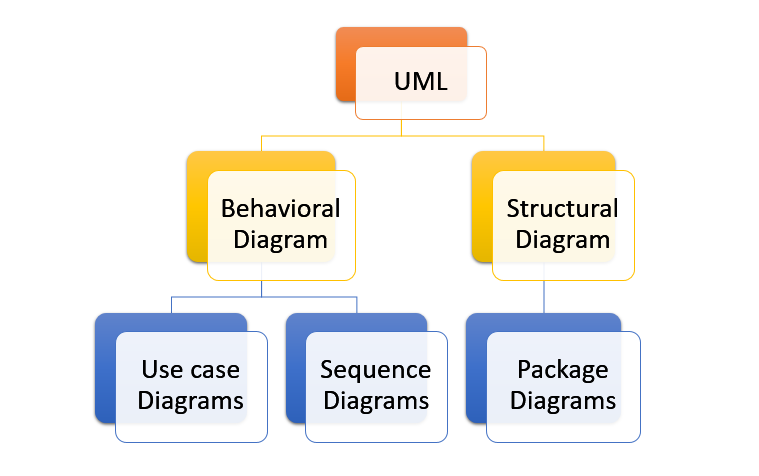 UML
Behavioral
Diagram
Structural
Diagram
Use case
Diagrams
Sequence
Diagrams
Package
Diagrams